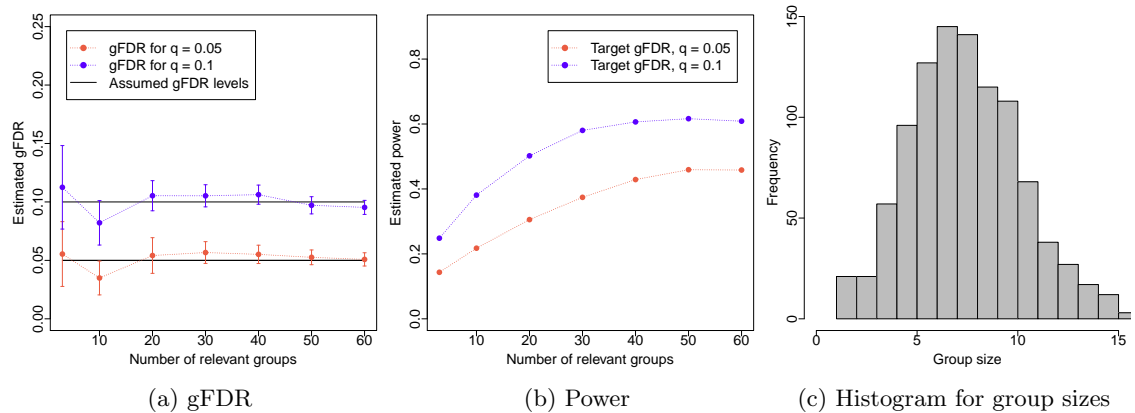 0.25
0.20
0.15
0.10
0.05
0.00
Estimated gFDR
gFDR for q = 0.05
gFDR for q = 0.1
Assumed gFDR levels
10 20 30 40 50 60
Number of relevant groups
(a) gFDR
0.8
0.6
0.4
0.2
0.0
Estimated power
Target gFDR, q = 0.05
Target gFDR, q = 0.1
10 20 30 40 50 60
Number of relevant groups
(b) Power
150
100
50
0
Frequency
0 5 10 15
Group size
(c) Histogram for group sizes